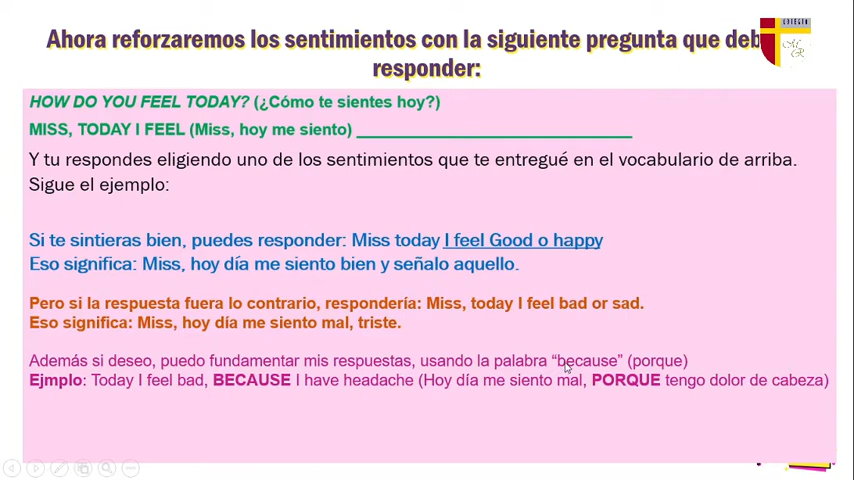 Ahora reforzaremos los sentimientos con la siguiente pregunta que
responder:
COLEGIO
HOW DO YOU FEEL TODAY? (¿Cómo te sientes hoy?)
MISS, TODAY I FEEL (Miss, hoy me siento) ______________________________
Y tu respondes eligiendo uno de los sentimientos que te entregué en el vocabulario de arriba.
Sigue el ejemplo:
Si te sintieras bien, puedes responder: Miss today I feel Good o happy
Eso significa: Miss, hoy día me siento bien y señalo aquello.
Pero si la respuesta fuera lo contrario, respondería: Miss, today I feel bad or sad.
Eso significa: Miss, hoy día me siento mal, triste.
Además si deseo, puedo fundamentar mis respuestas, usando la palabra “because” (porque)
Ejmplo: Today I feel bad, BECAUSE I have headache (Hoy día me siento mal, PORQUE tengo dolor de cabeza)